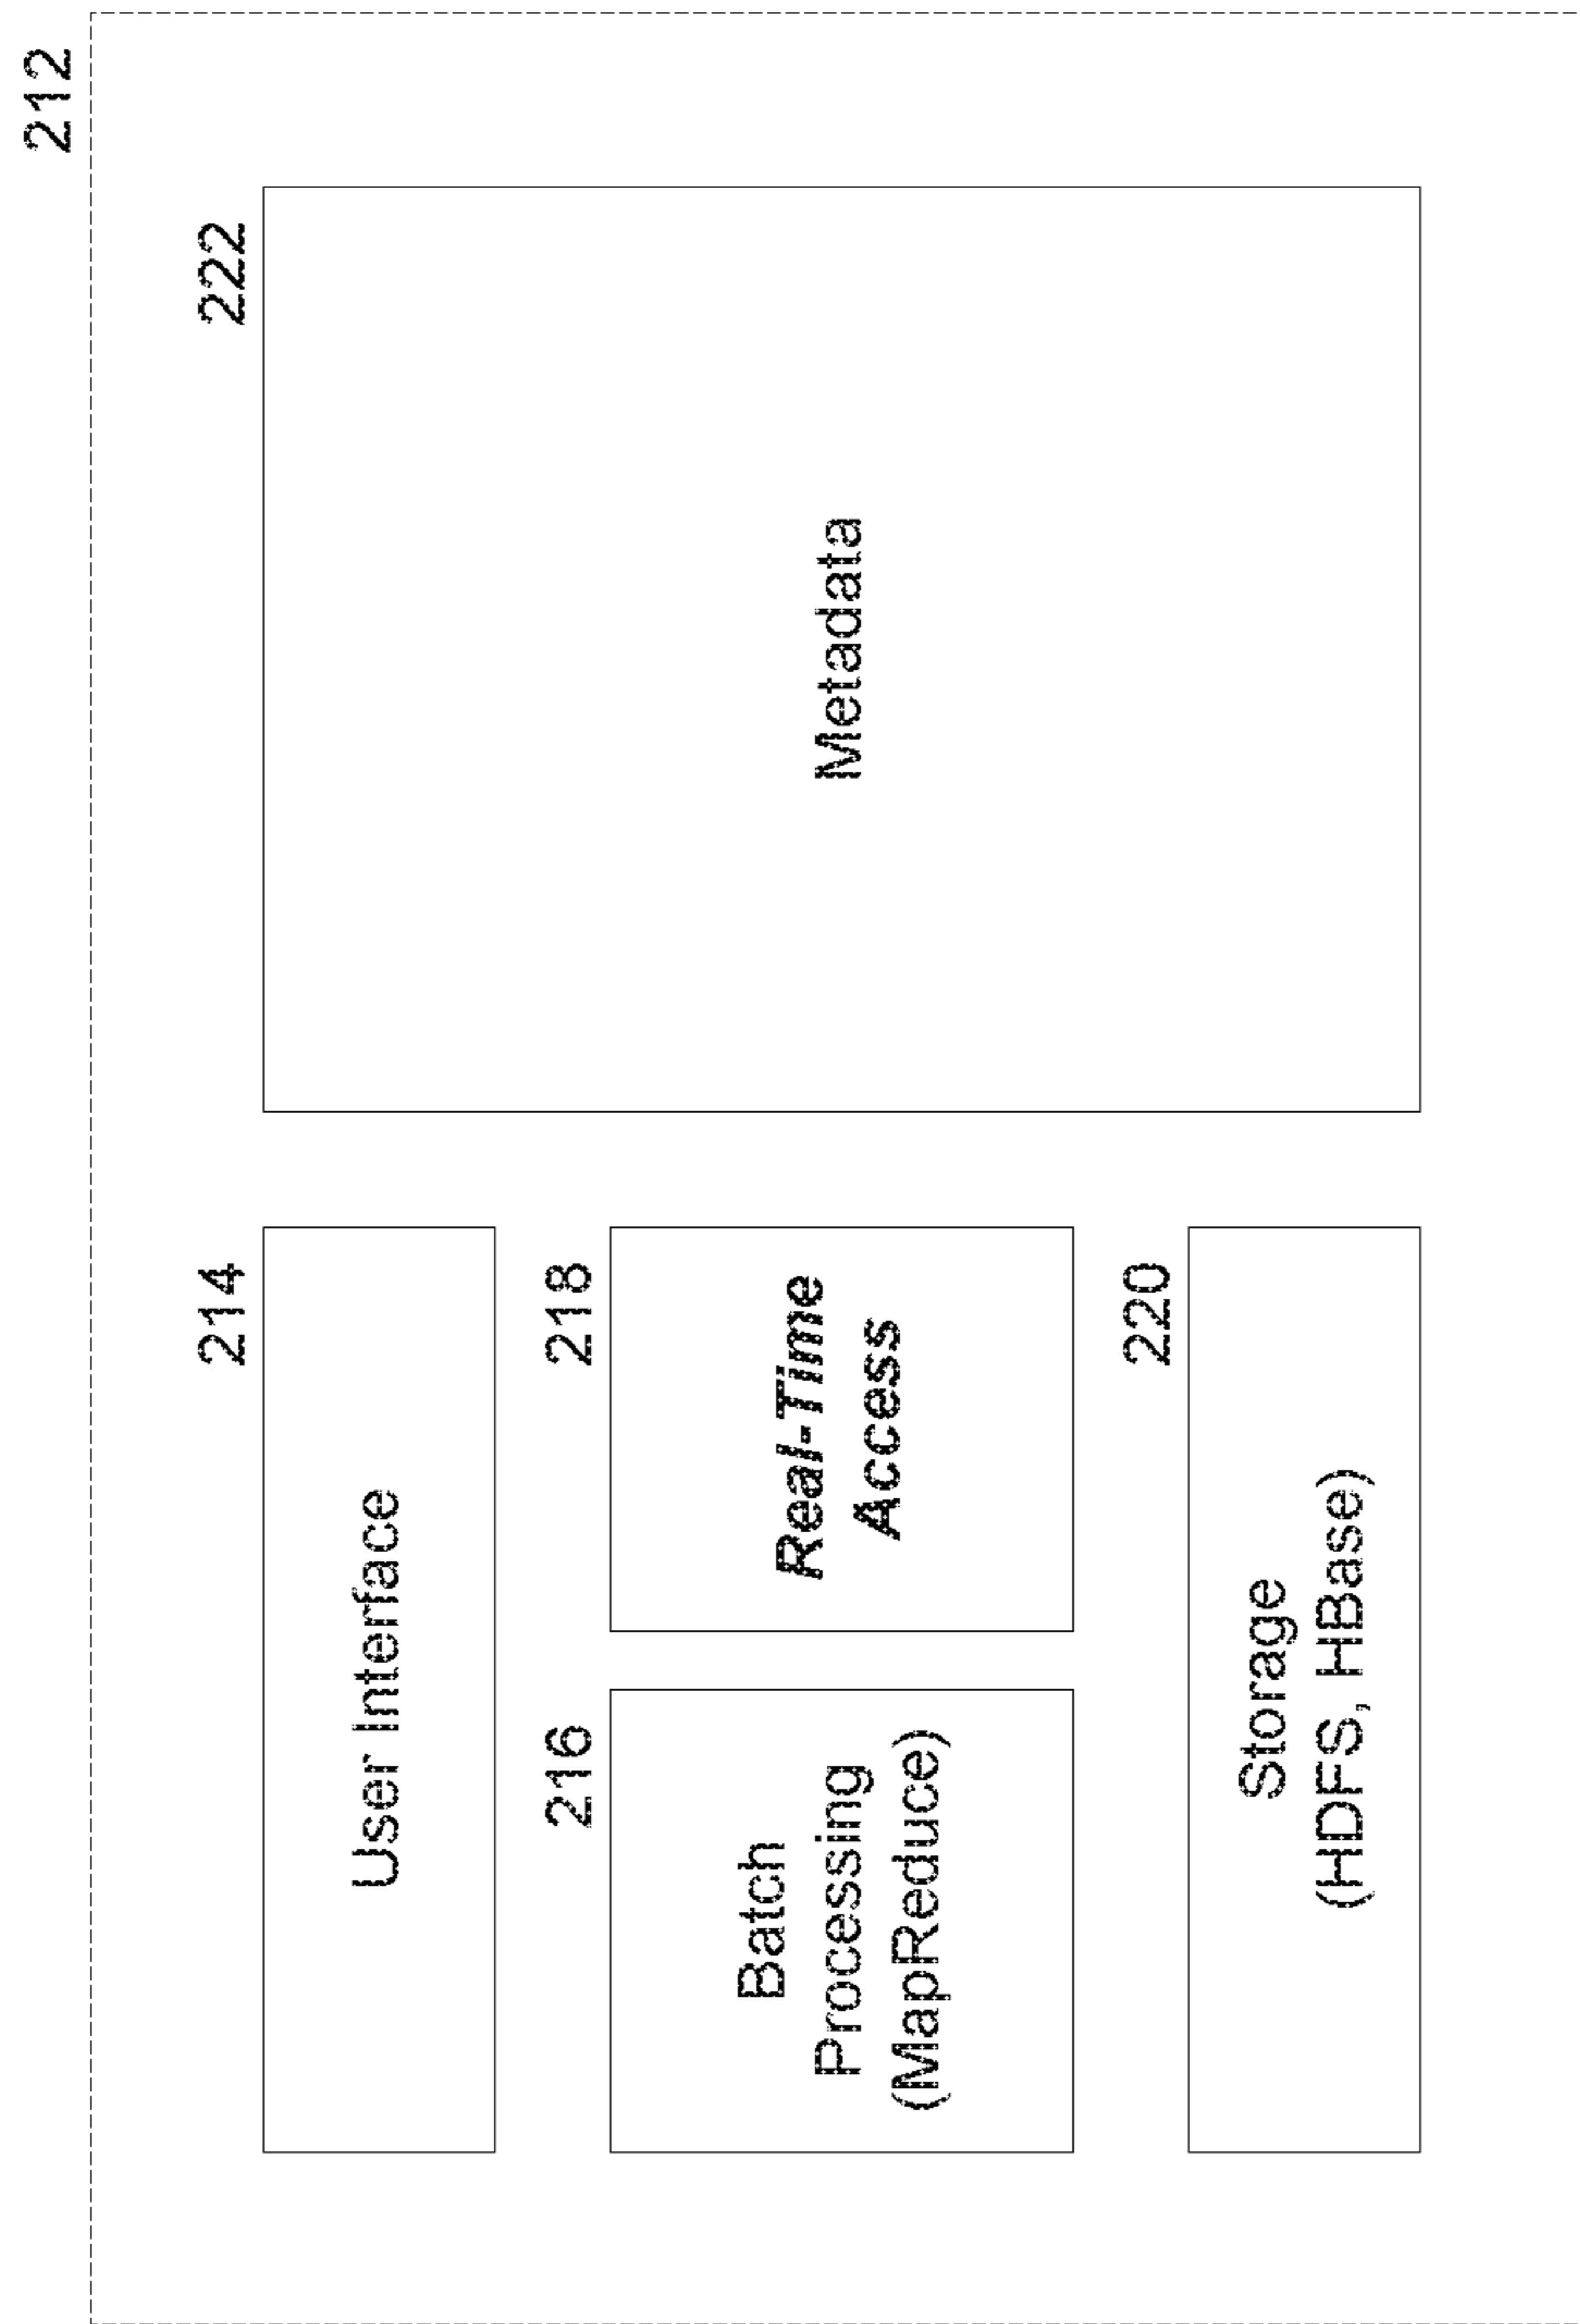 212
214
User Interface
222
Metadata
216
Batch
Processing
(MapReduce)
218
Real-Time
Access
220
Storage
(HDFS, HBase)